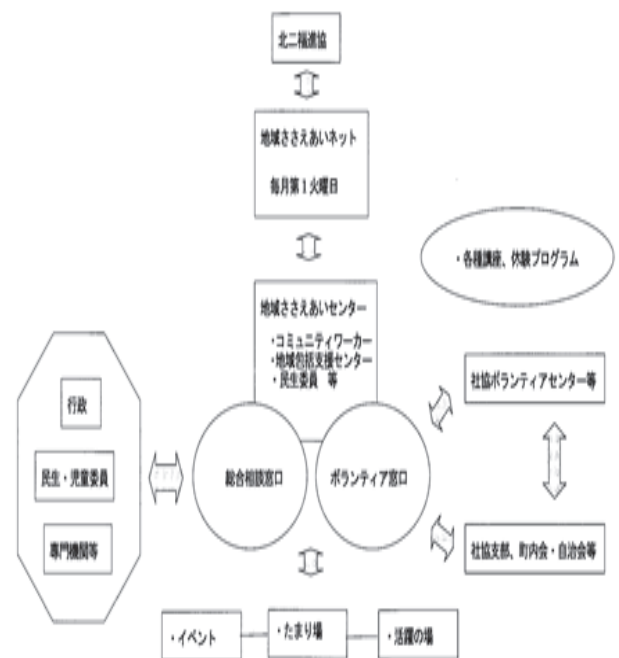 北二福進協
地域ささえあいネット
毎月第1火曜日
・各種講座、体験プログラム
地域ささえあいセンター
・コミュニティワーカー
・地域包括支援センター
・民生委員 等
行政
民生・児童委員
専門機関等
総合相談窓口
ボランティア窓口
社協ボランティアセンター等
社協支部、町内会・自治会等
・イベント
・たまり場
・活躍の場